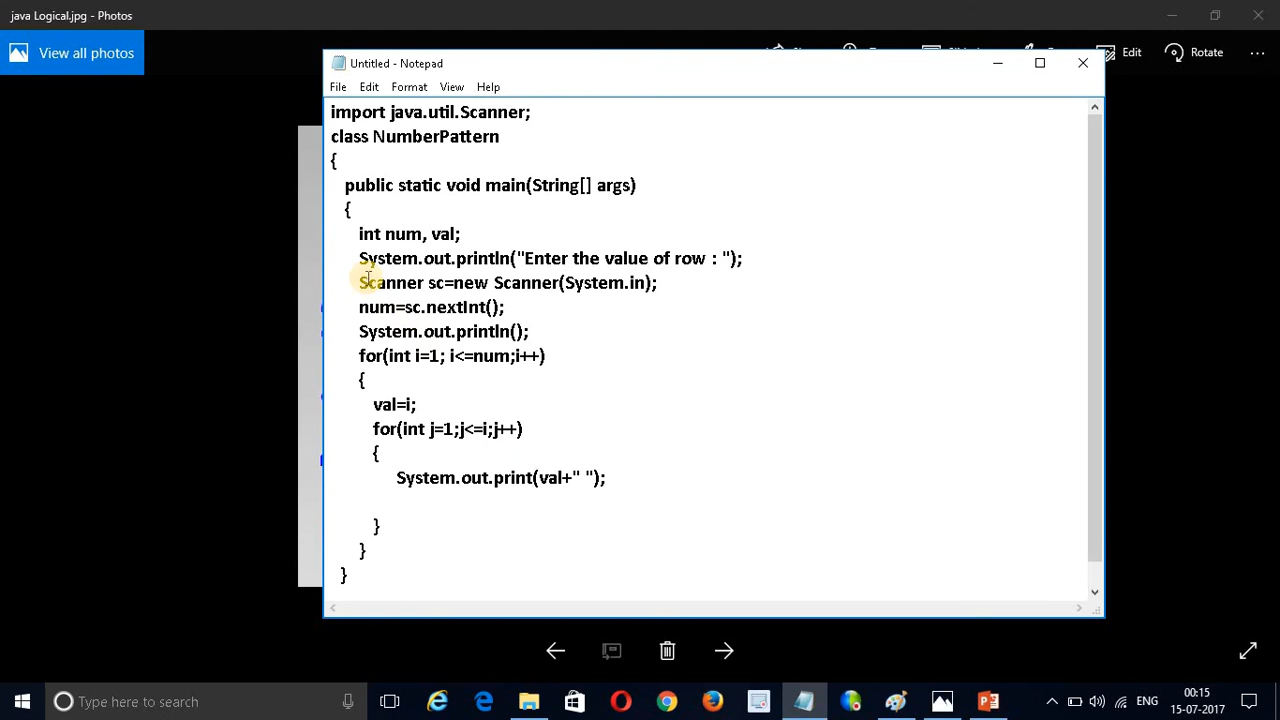 java Logical.jpg - Photos
View all photos
Edit
Rotate
Untitled - Notepad
File Edit Format View Help
import java.util.Scanner;
class NumberPattern
{
public static void main(String[] args)
{
int num, val;
System.out.println("Enter the value of row : ");
Scanner sc=new Scanner(System.in);
num=sc.nextInt();
System.out.println();
for(int i=1; i<=num;i++)
{
val=i;
for(int j=1;j<=i;j++)
{
System.out.print(val+" ");
}
}
}
Type here to search
ENG
00:15
15-07-2017